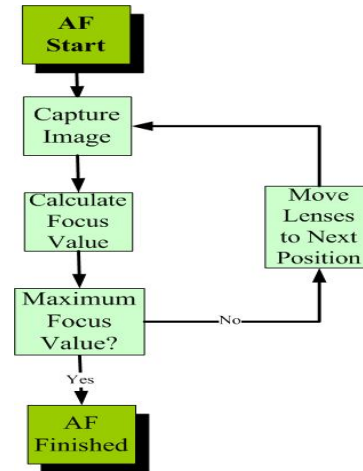 AF
Start
Capture
Image
Calculate
Focus
Value
Move
Lenses
to Next
Position
Maximum
Focus
Value?
No
Yes
AF
Finished